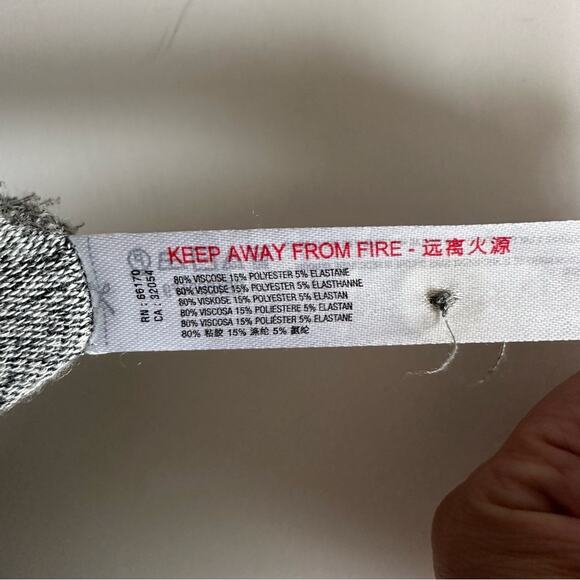 KEEP AWAY FROM FIRE - 远离火源
80% VISCOSE 15% POLYESTER 5% ELASTANE
80% VISCOSE 15% POLYESTER 5% ÉLASTHANNE
80% VISKOSE 15% POLYESTER 5% ELASTAN
80% VISCOSA 15% POLIÉSTER 5% ELASTAN
80% VISCOSA 15% POLIESTERE 5% ELASTANE
80% 粘胶 15% 涤纶 5% 氨纶
RN : 66170
CA : 32054